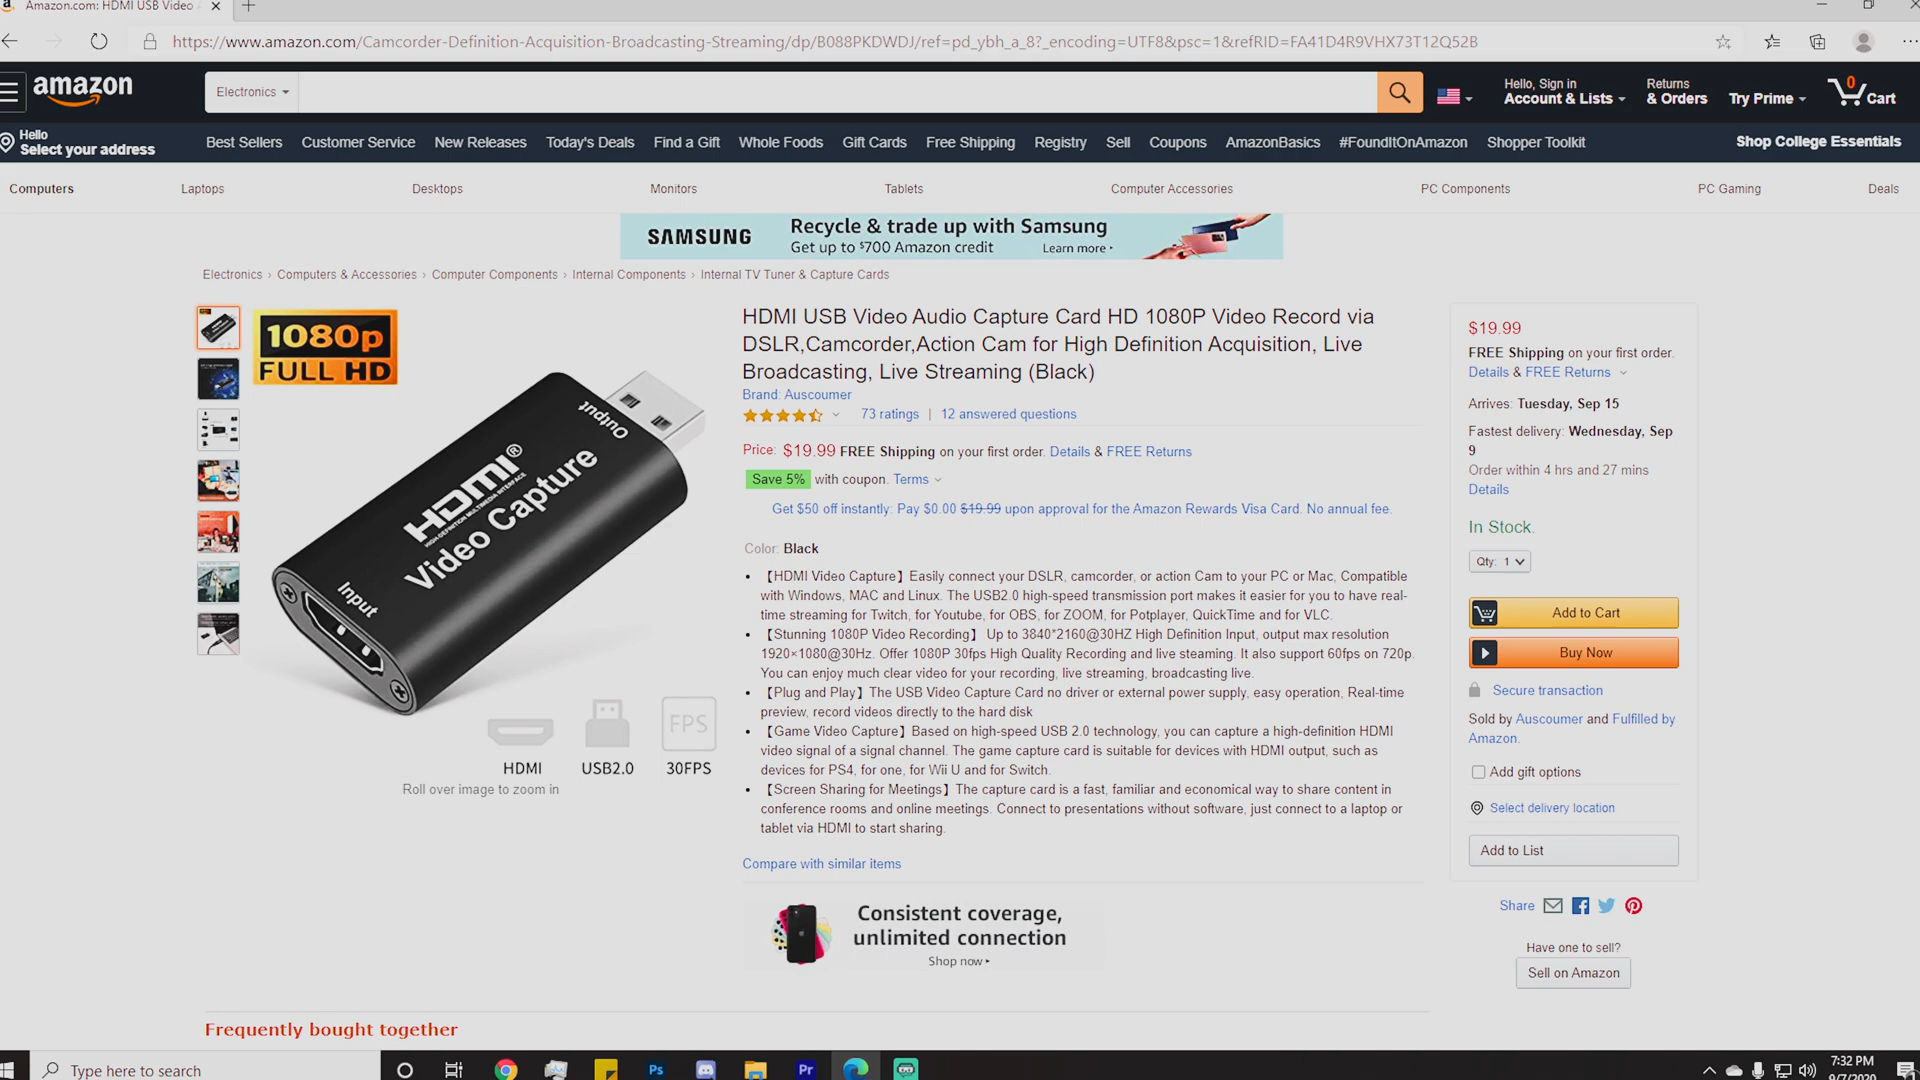 Amazon.com: HDMI USB Video
https://www.amazon.com/Camcorder-Definition-Acquisition-Broadcasting-Streaming/dp/B088PKDWDJ/ref=pd_ybh_a_8?_encoding=UTF8&psc=1&refRID=FA41D4R9VHX73T12Q52B
amazon
Electronics
Hello, Sign in
Account & Lists
Returns
& Orders
Try Prime
0
Cart
Hello
Select your address
Best Sellers
Customer Service
New Releases
Today's Deals
Find a Gift
Whole Foods
Gift Cards
Free Shipping
Registry
Sell
Coupons
AmazonBasics
#FoundItOnAmazon
Shopper Toolkit
Shop College Essentials
Computers
Laptops
Desktops
Monitors
Tablets
Computer Accessories
PC Components
PC Gaming
Deals
SAMSUNG
Recycle & trade up with Samsung
Get up to $700 Amazon credit
Learn more
Electronics › Computers & Accessories › Computer Components › Internal Components › Internal TV Tuner & Capture Cards
1080p
FULL HD
Output
HDMI®
HIGH-DEFINITION MULTIMEDIA INTERFACE
Video Capture
Input
FPS
HDMI
USB2.0
30FPS
Roll over image to zoom in
HDMI USB Video Audio Capture Card HD 1080P Video Record via
DSLR,Camcorder,Action Cam for High Definition Acquisition, Live
Broadcasting, Live Streaming (Black)
Brand: Auscoumer
73 ratings | 12 answered questions
Price: $19.99 FREE Shipping on your first order. Details & FREE Returns
Save 5% with coupon. Terms
Get $50 off instantly: Pay $0.00 $19.99 upon approval for the Amazon Rewards Visa Card. No annual fee.
Color: Black
• 【HDMI Video Capture】Easily connect your DSLR, camcorder, or action Cam to your PC or Mac, Compatible
with Windows, MAC and Linux. The USB2.0 high-speed transmission port makes it easier for you to have real-
time streaming for Twitch, for Youtube, for OBS, for ZOOM, for Potplayer, QuickTime and for VLC.
• 【Stunning 1080P Video Recording】 Up to 3840*2160@30HZ High Definition Input, output max resolution
1920×1080@30Hz. Offer 1080P 30fps High Quality Recording and live steaming. It also support 60fps on 720p.
You can enjoy much clear video for your recording, live streaming, broadcasting live.
• 【Plug and Play】The USB Video Capture Card no driver or external power supply, easy operation, Real-time
preview, record videos directly to the hard disk
• 【Game Video Capture】Based on high-speed USB 2.0 technology, you can capture a high-definition HDMI
video signal of a signal channel. The game capture card is suitable for devices with HDMI output, such as
devices for PS4, for one, for Wii U and for Switch.
• 【Screen Sharing for Meetings】The capture card is a fast, familiar and economical way to share content in
conference rooms and online meetings. Connect to presentations without software, just connect to a laptop or
tablet via HDMI to start sharing.
Compare with similar items
Consistent coverage,
unlimited connection
Shop now
$19.99
FREE Shipping on your first order.
Details & FREE Returns
Arrives: Tuesday, Sep 15
Fastest delivery: Wednesday, Sep
9
Order within 4 hrs and 27 mins
Details
In Stock.
Qty: 1
Add to Cart
Buy Now
Secure transaction
Sold by Auscoumer and Fulfilled by
Amazon.
Add gift options
Select delivery location
Add to List
Share
Have one to sell?
Sell on Amazon
Frequently bought together
Type here to search
Ps
Pr
7:32 PM
9/7/2020